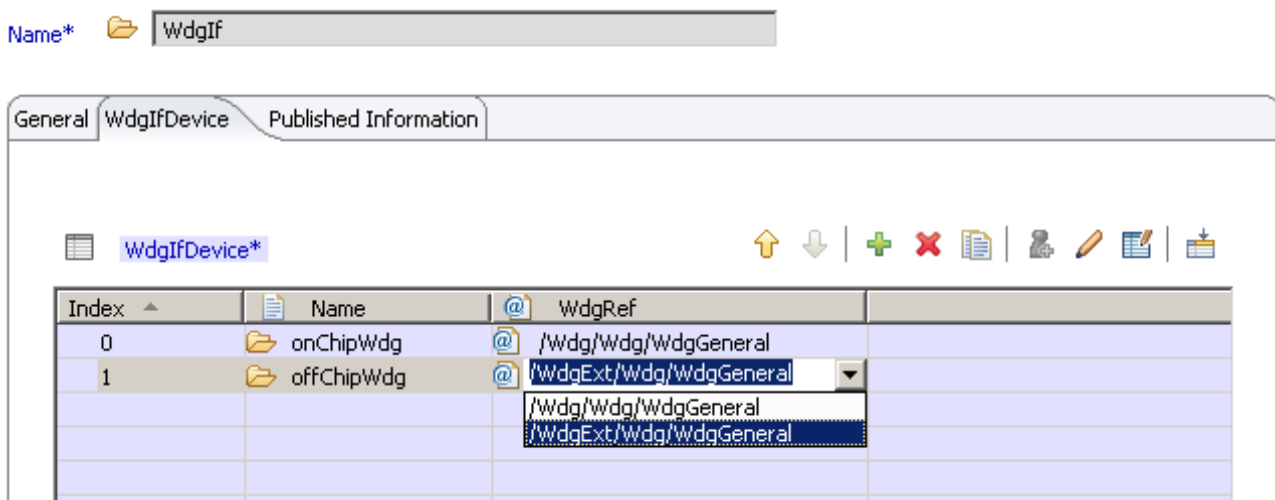 Name* WdgIf
General WdgIfDevice Published Information
WdgIfDevice*
Index Name @ WdgRef
0 onChipWdg @ /Wdg/Wdg/WdgGeneral
1 offChipWdg @ /WdgExt/Wdg/WdgGeneral
/Wdg/Wdg/WdgGeneral
/WdgExt/Wdg/WdgGeneral